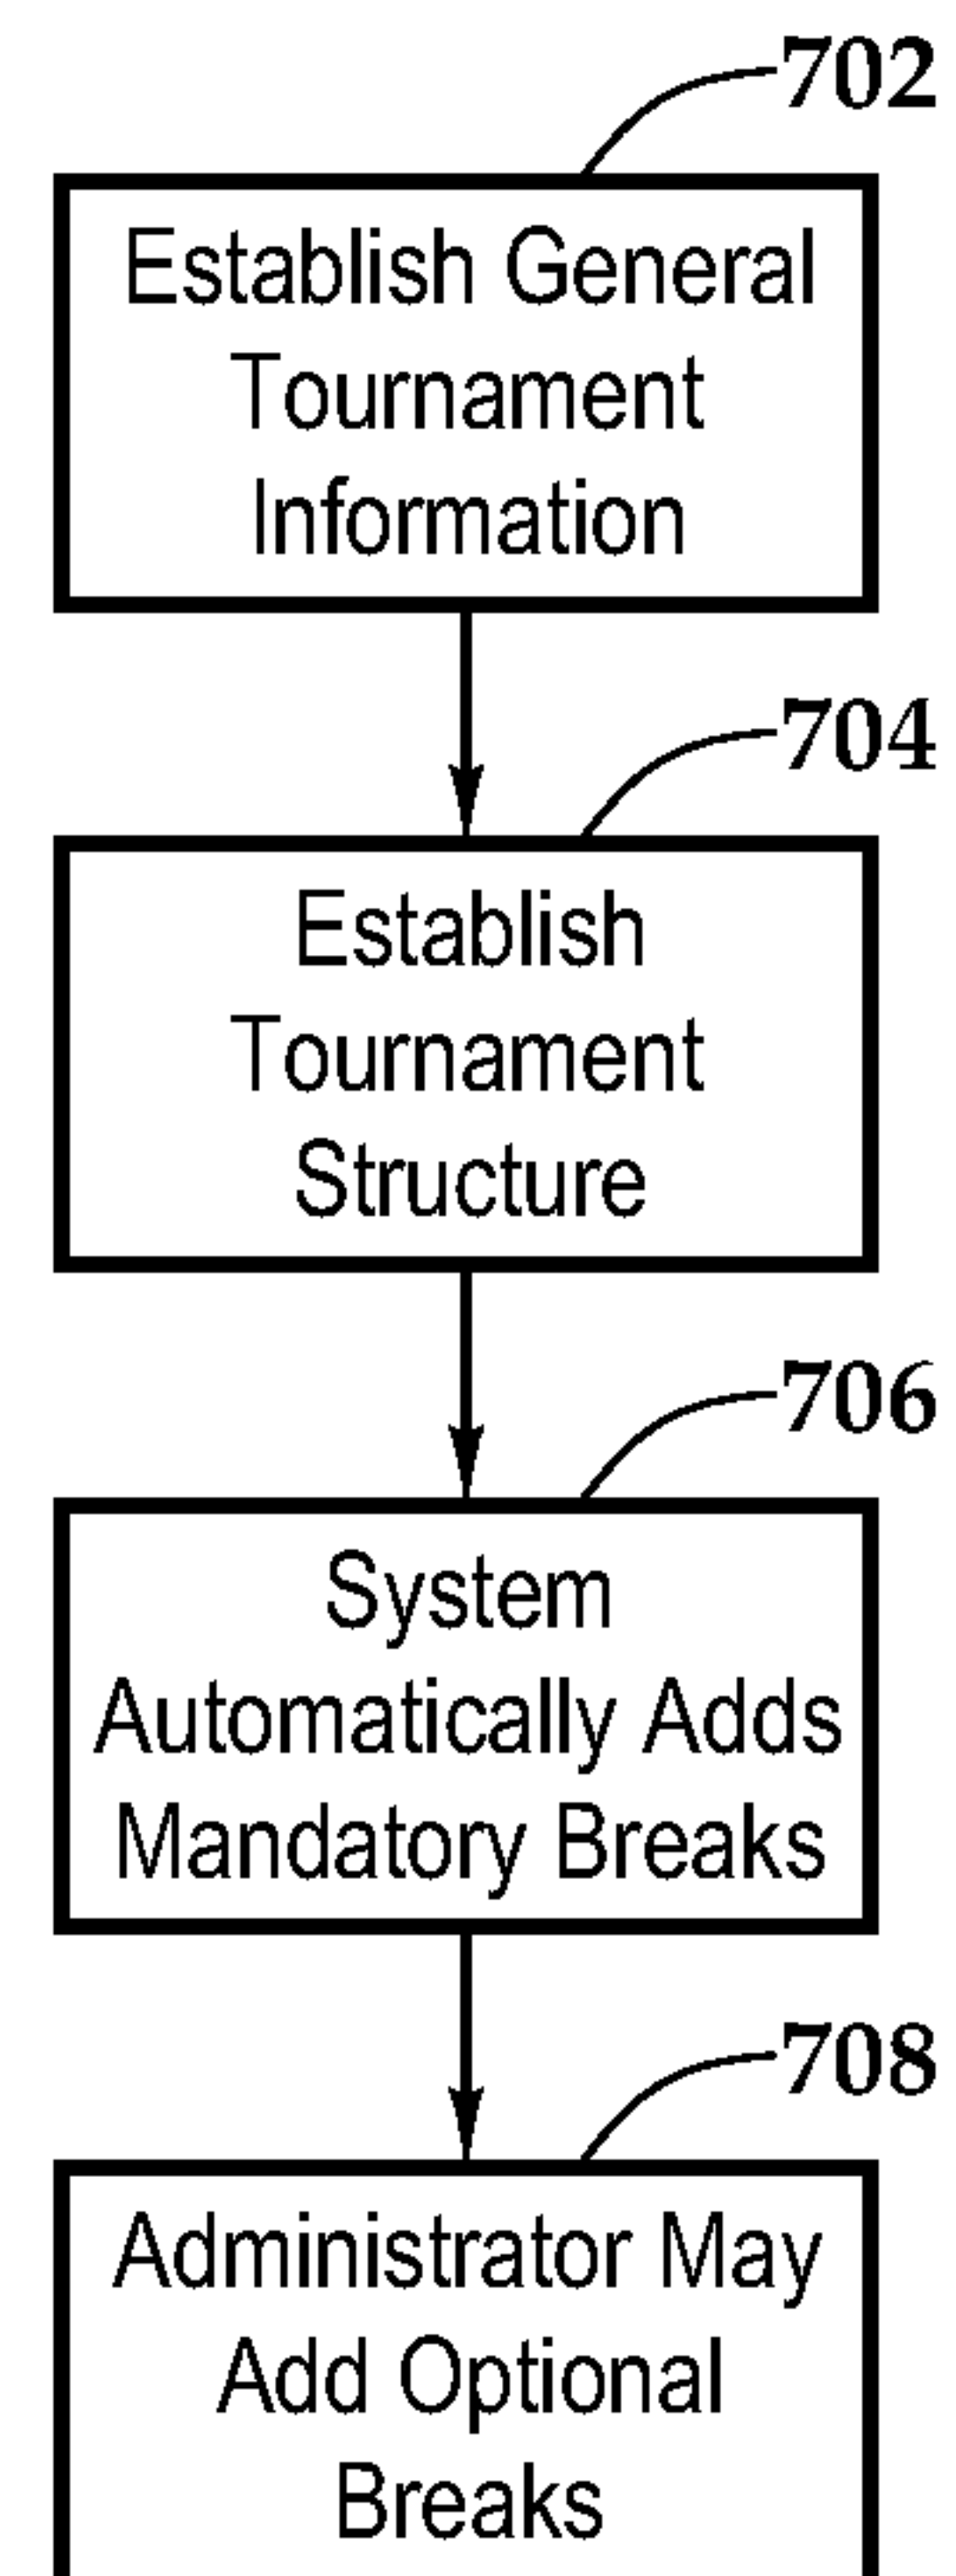 702
Establish General
Tournament
Information
704
Establish
Tournament
Structure
706
System
Automatically Adds
Mandatory Breaks
708
Administrator May
Add Optional
Breaks